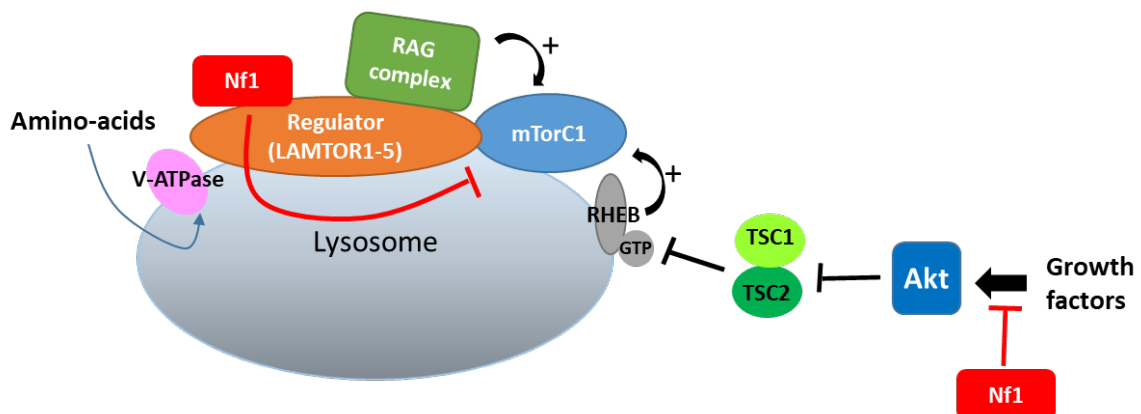 RAG
complex
+
Nf1
Amino-acids
Regulator
(LAMTOR1-5)
mTorC1
V-ATPase
+
RHEB
GTP
Lysosome
TSC1
TSC2
Akt
Growth
factors
Nf1